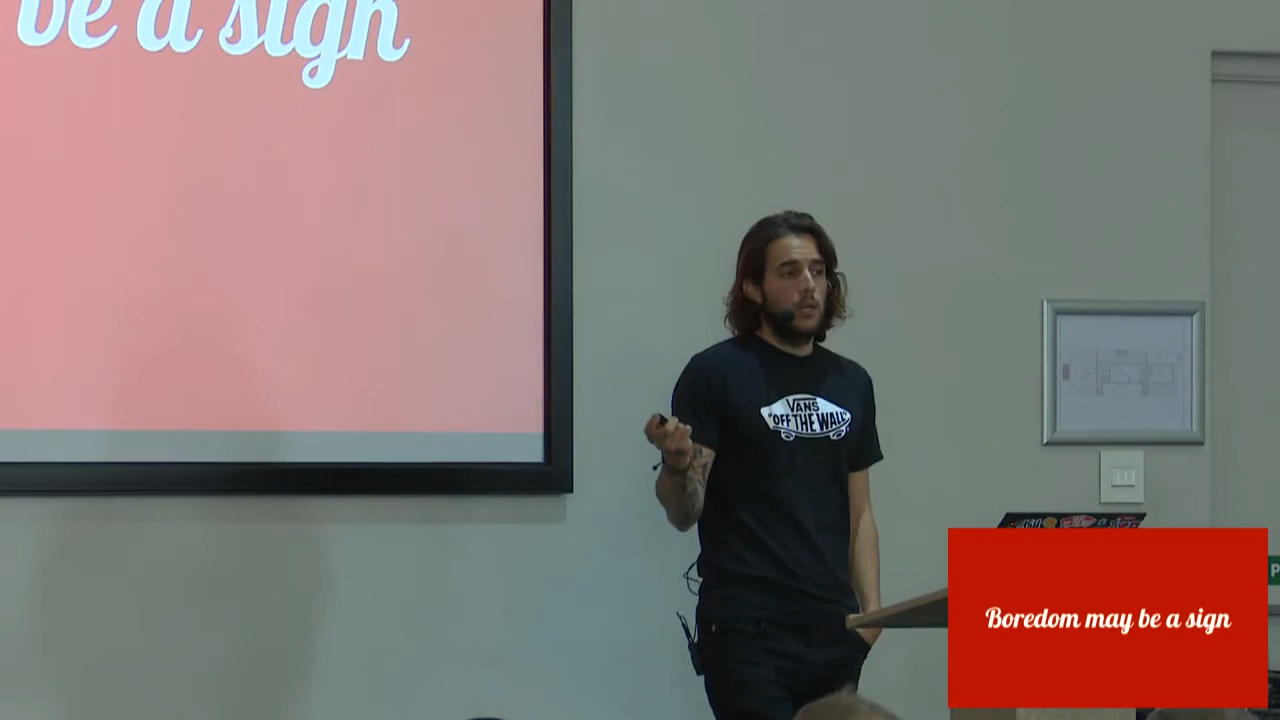 be a sign
VANS
"OFF THE WALL"
Boredom may be a sign
P